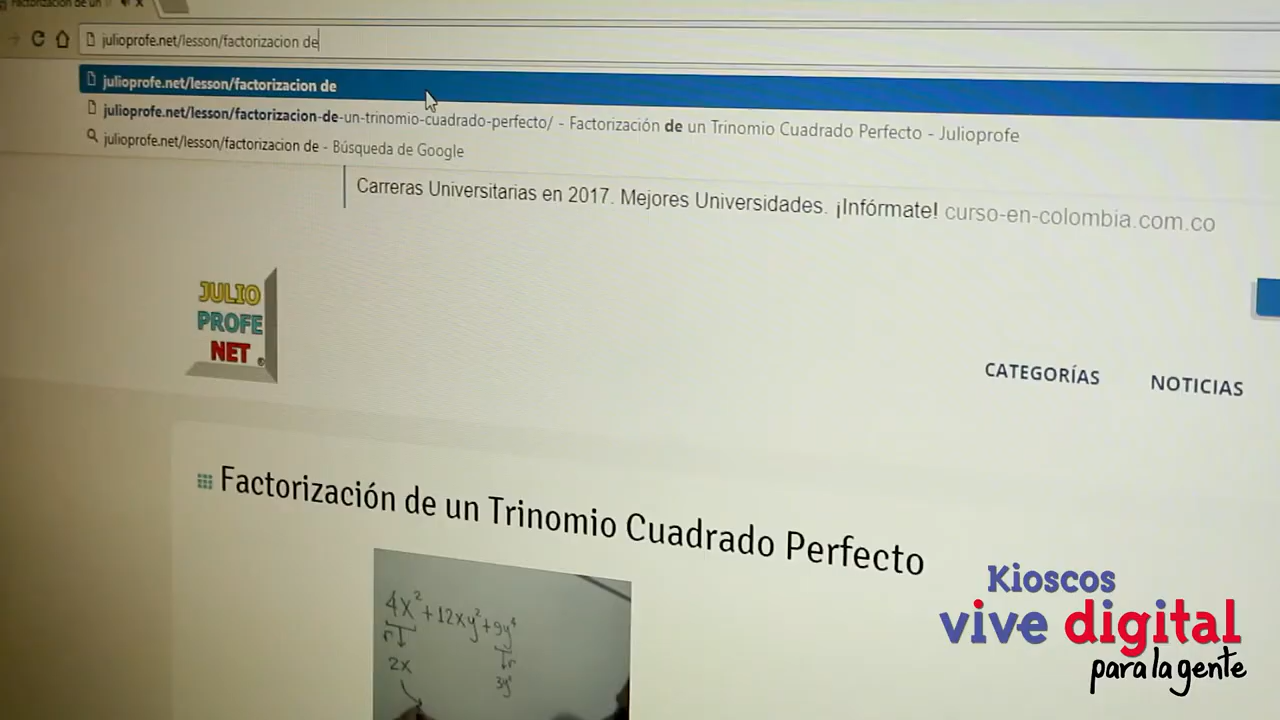 Factorización de un
julioprofe.net/lesson/factorizacion de
julioprofe.net/lesson/factorizacion de
julioprofe.net/lesson/factorizacion-de-un-trinomio-cuadrado-perfecto/ - Factorización de un Trinomio Cuadrado Perfecto - Julioprofe
julioprofe.net/lesson/factorizacion de - Búsqueda de Google
Carreras Universitarias en 2017. Mejores Universidades. ¡Infórmate! curso-en-colombia.com.co
JULIO
PROFE
NET ®
CATEGORÍAS NOTICIAS
Factorización de un Trinomio Cuadrado Perfecto
4x² + 12xy² + 9y⁴
2x 3y²
Kioscos
vive digital
para la gente